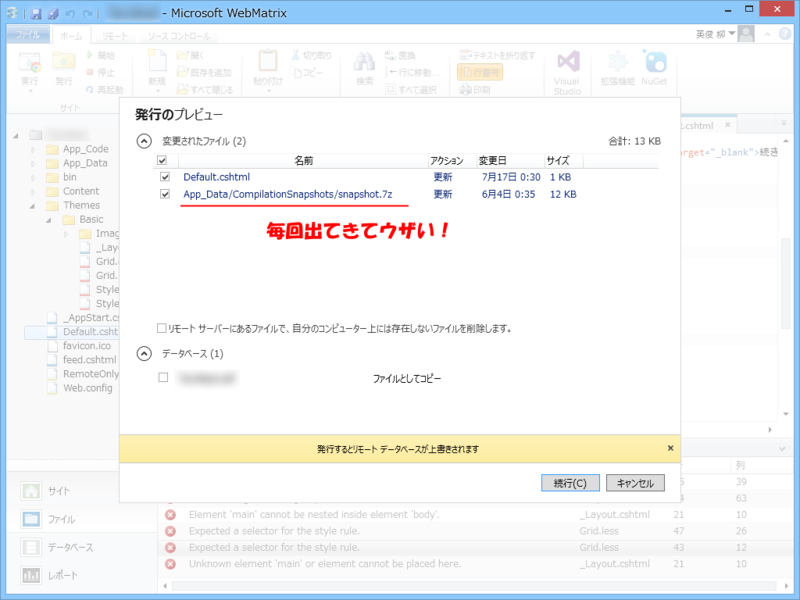 - Microsoft WebMatrix
ファイル ホーム リモート ソース コントロール
英俊 柳
実行 発行 開始 停止 再起動
サイト
新規 開く 既存を追加 すべて閉じる
貼り付け 切り取り コピー
検索 置換 行に移動... すべて選択
テキストを折り返す 行番号 印刷
Visual Studio
拡張機能 NuGet
App_Code
App_Data
bin
Content
Themes
Basic
Imag
_Layo
Grid.
Grid.
Style
Style
_AppStart.cs
Default.csht
favicon.ico
feed.cshtml
RemoteOnly
Web.config
サイト
ファイル
データベース
レポート
t.cshtml
rget="_blank">続き
発行のプレビュー
変更されたファイル (2)
合計: 13 KB
名前 アクション 変更日 サイズ
Default.cshtml 更新 7月17日 0:30 1 KB
App_Data/CompilationSnapshots/snapshot.7z 更新 6月4日 0:35 12 KB
毎回出てきてウザい！
リモート サーバーにあるファイルで、自分のコンピューター上には存在しないファイルを削除します。
データベース (1)
ファイルとしてコピー
発行するとリモート データベースが上書きされます
続行(C) キャンセル
列
39
63
Element 'main' cannot be nested inside element 'body'. _Layout.cshtml 21 10
Expected a selector for the style rule. Grid.less 47 26
Expected a selector for the style rule. Grid.less 43 12
Unknown element 'main' or element cannot be placed here. _Layout.cshtml 21 10